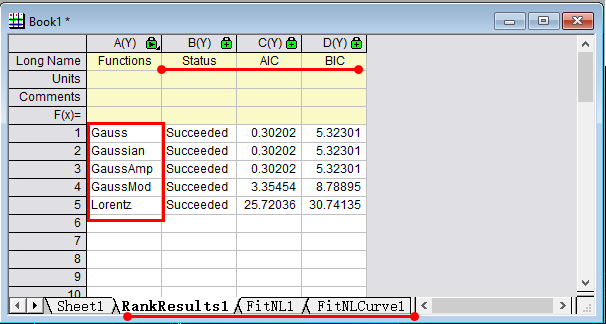 Book1 *
A(Y) B(Y) C(Y) D(Y)
Long Name Functions Status AIC BIC
Units
Comments
F(x)=
1 Gauss Succeeded 0.30202 5.32301
2 Gaussian Succeeded 0.30202 5.32301
3 GaussAmp Succeeded 0.30202 5.32301
4 GaussMod Succeeded 3.35454 8.78895
5 Lorentz Succeeded 25.72036 30.74135
6
7
8
9
10
Sheet1 RankResults1 FitNL1 FitNLCurve1